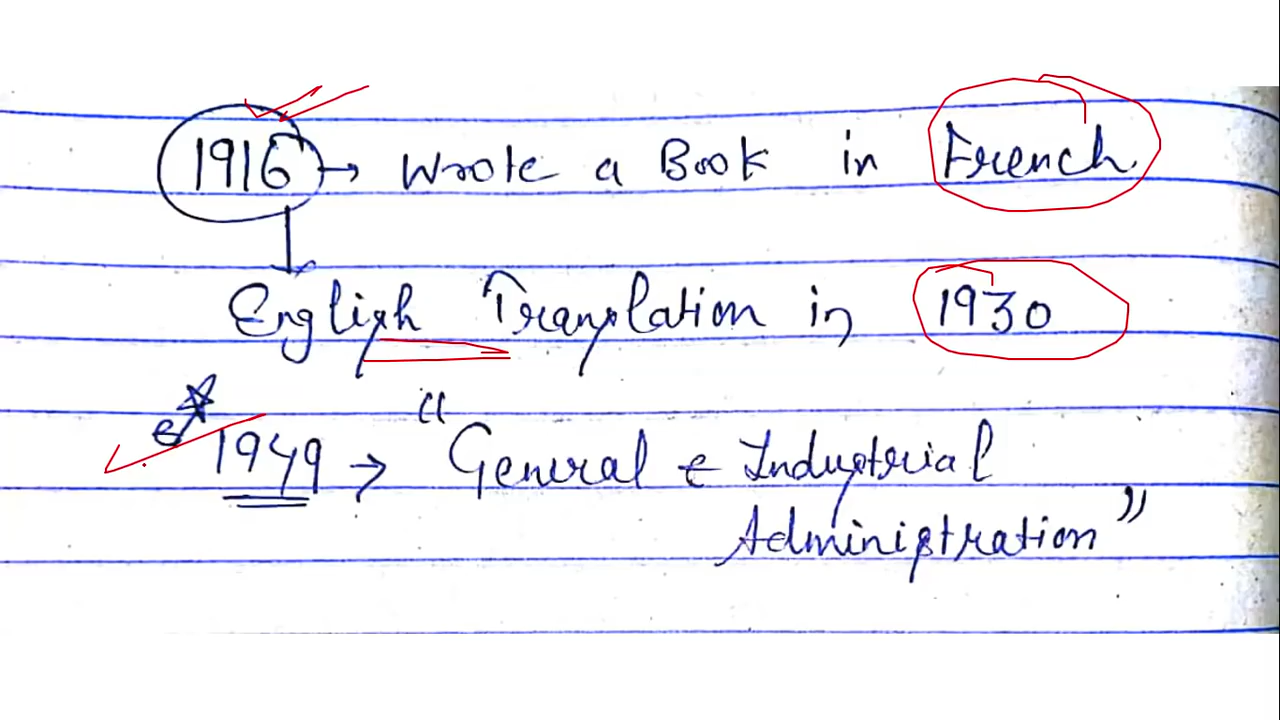 1916 → Wrote a Book in French.
English Translation in 1930
1949 → "General & Industrial
Administration"